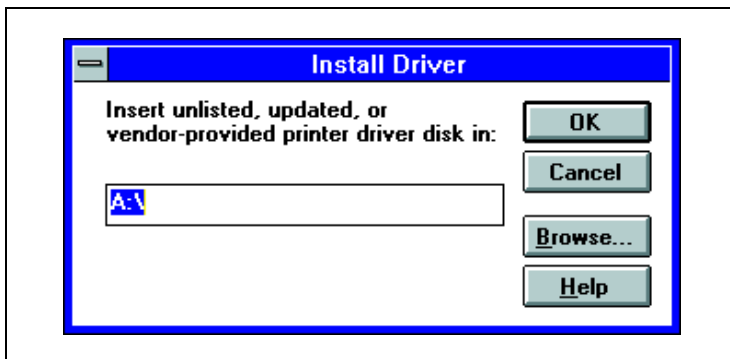 Install Driver
Insert unlisted, updated, or
vendor-provided printer driver disk in:
A:\
OK
Cancel
Browse...
Help